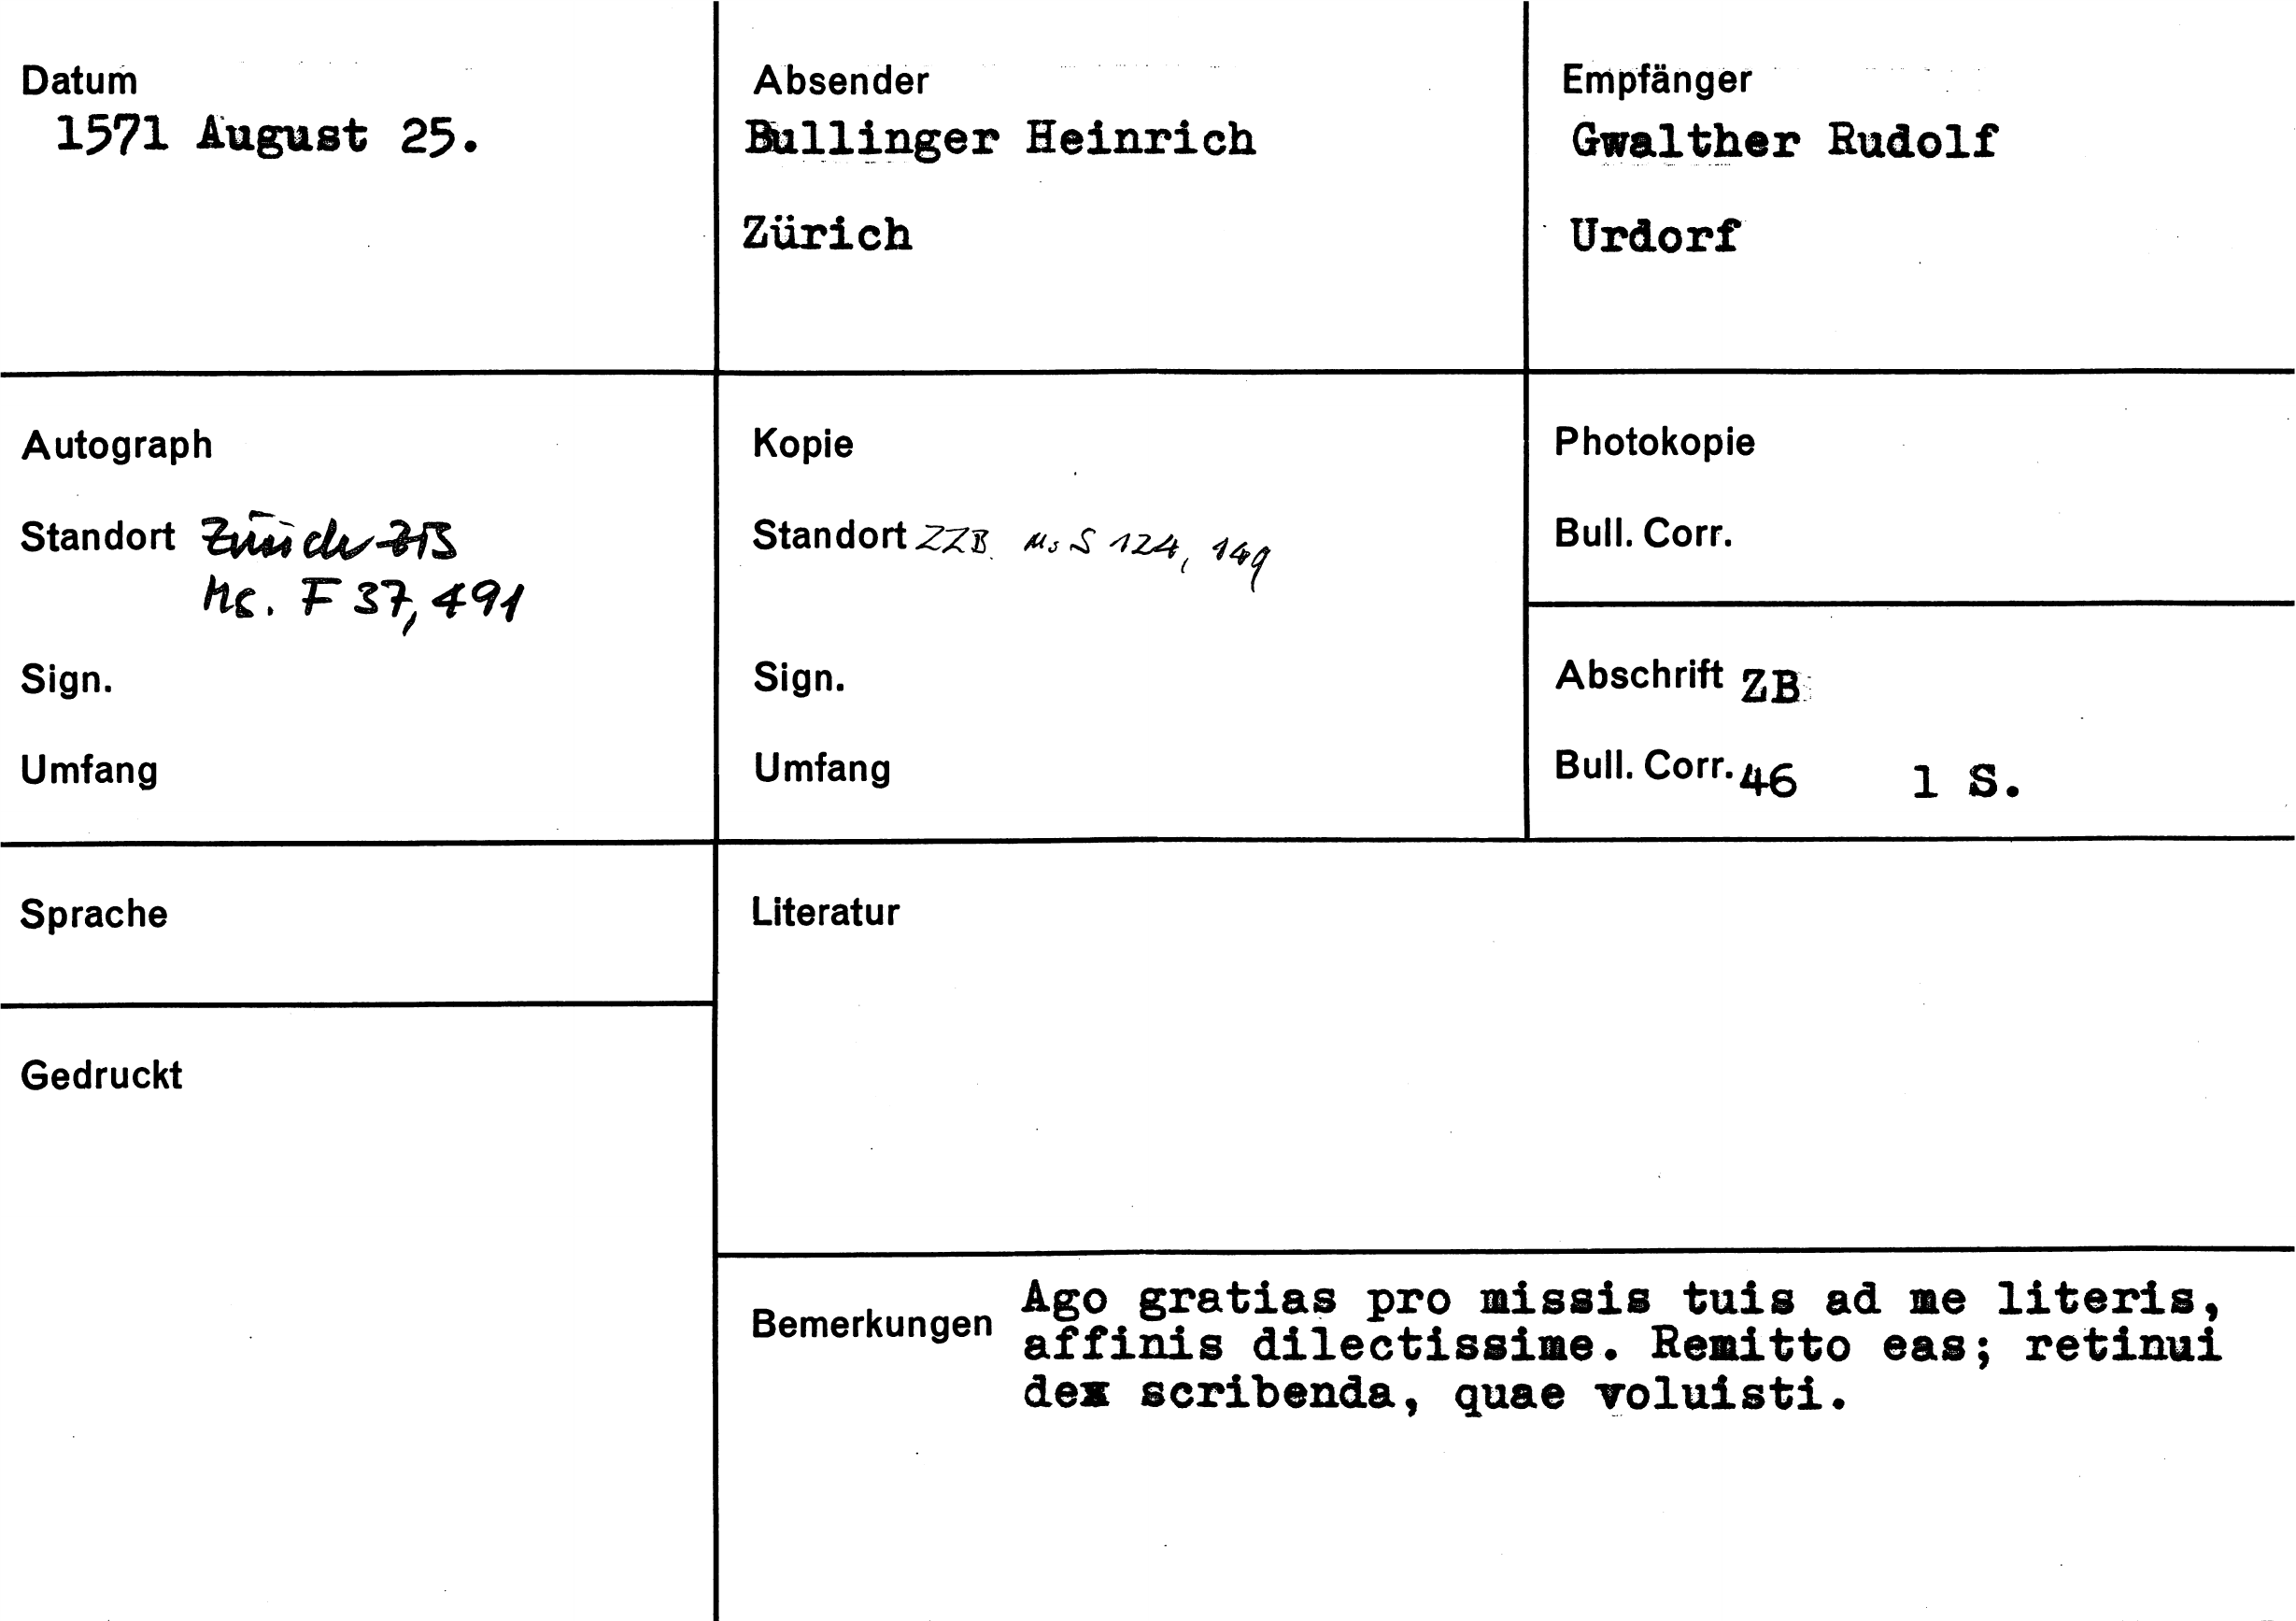 Datum
1571 August 25.
Absender
Bullinger Heinrich
Zürich
Empfänger
Gwalther Rudolf
Urdorf
Autograph
Standort Zürich ZB
Ms. F 37, 491
Sign.
Umfang
Kopie
Standort ZZB. Ms S 124, 149
Sign.
Umfang
Photokopie
Bull. Corr.
Abschrift ZB
Bull. Corr. 46 1 S.
Sprache
Literatur
Gedruckt
Bemerkungen
Ago gratias pro missis tuis ad me literis,
affinis dilectissime. Remitto eas; retinui
dex scribenda, quae voluisti.